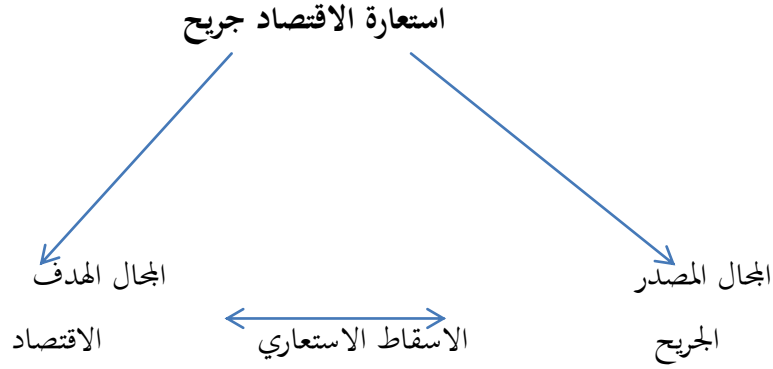 استعارة الاقتصاد جريح
المجال المصدر
المجال الهدف
الجريح
الاسقاط الاستعاري
الاقتصاد